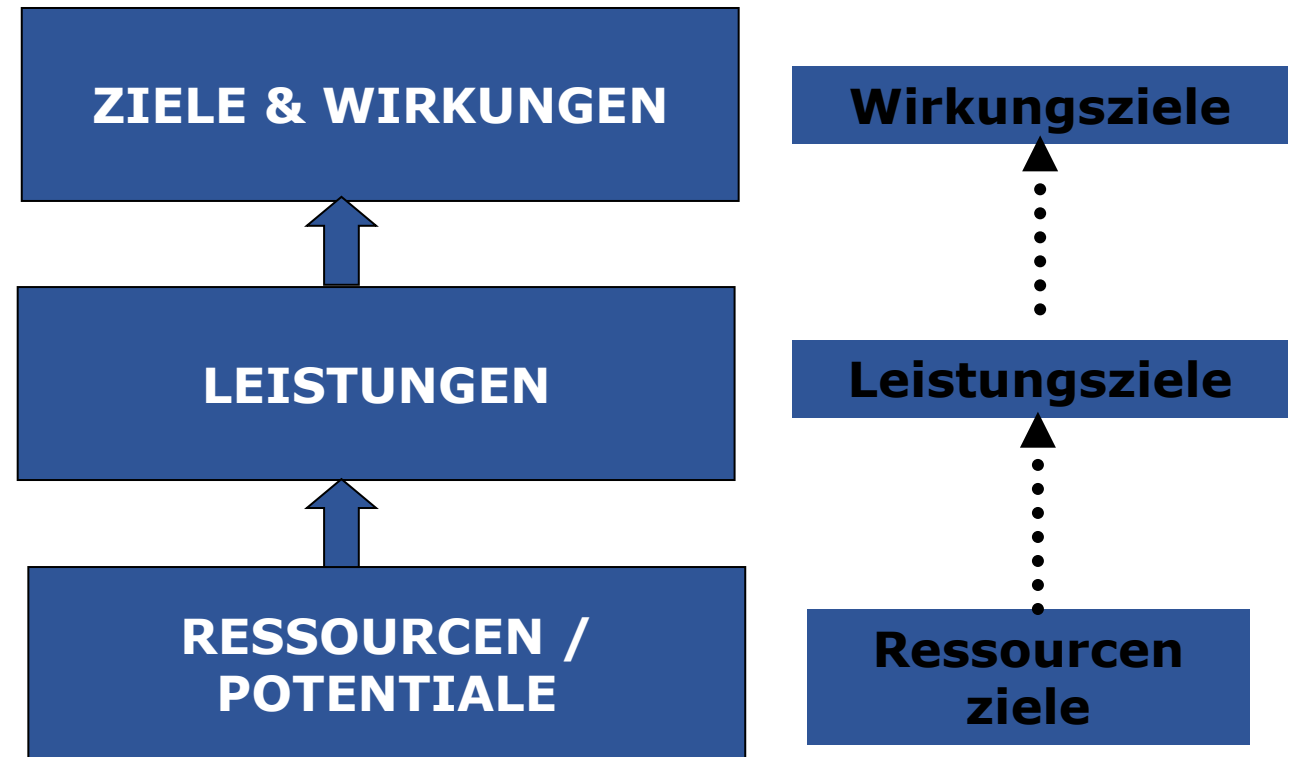 ZIELE & WIRKUNGEN
Wirkungsziele
LEISTUNGEN
Leistungsziele
RESSOURCEN /
POTENTIALE
Ressourcen
ziele